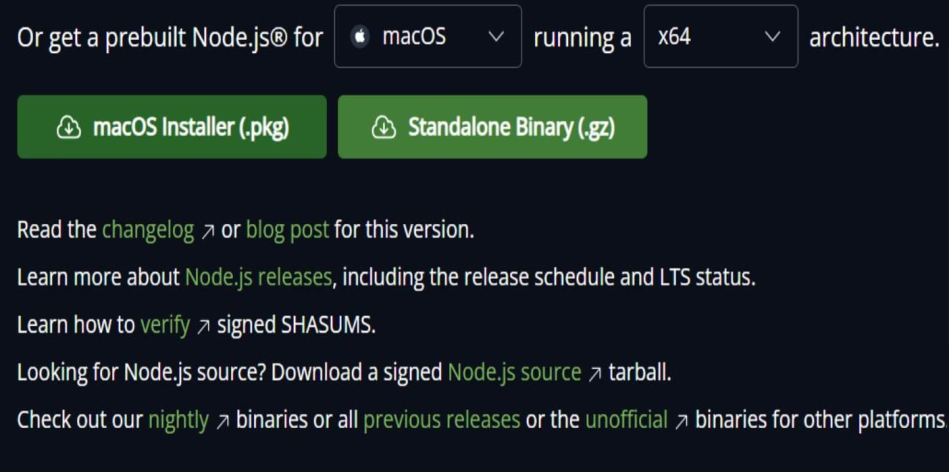 Or get a prebuilt Node.js® for macOS running a x64 architecture.
macOS Installer (.pkg) Standalone Binary (.gz)
Read the changelog ↗ or blog post for this version.
Learn more about Node.js releases, including the release schedule and LTS status.
Learn how to verify ↗ signed SHASUMS.
Looking for Node.js source? Download a signed Node.js source ↗ tarball.
Check out our nightly ↗ binaries or all previous releases or the unofficial ↗ binaries for other platforms